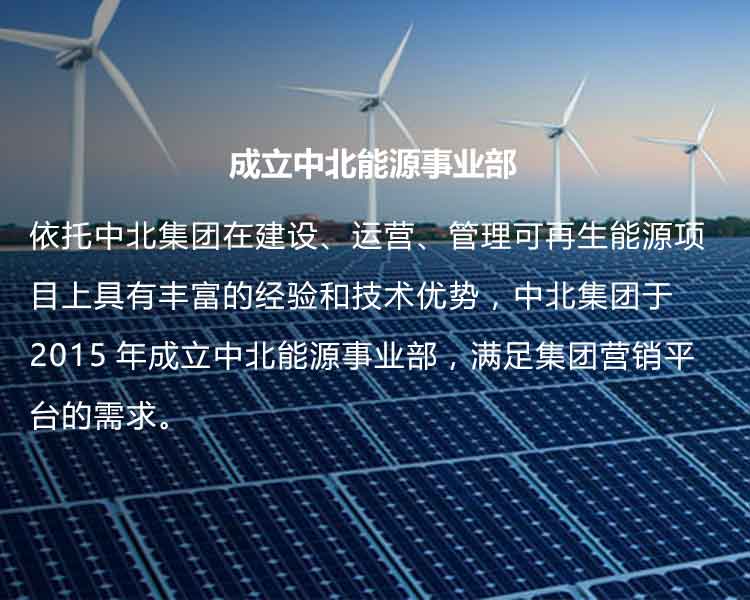 成立中北能源事业部
依托中北集团在建设、运营、管理可再生能源项
目上具有丰富的经验和技术优势，中北集团于
2015 年成立中北能源事业部，满足集团营销平
台的需求。